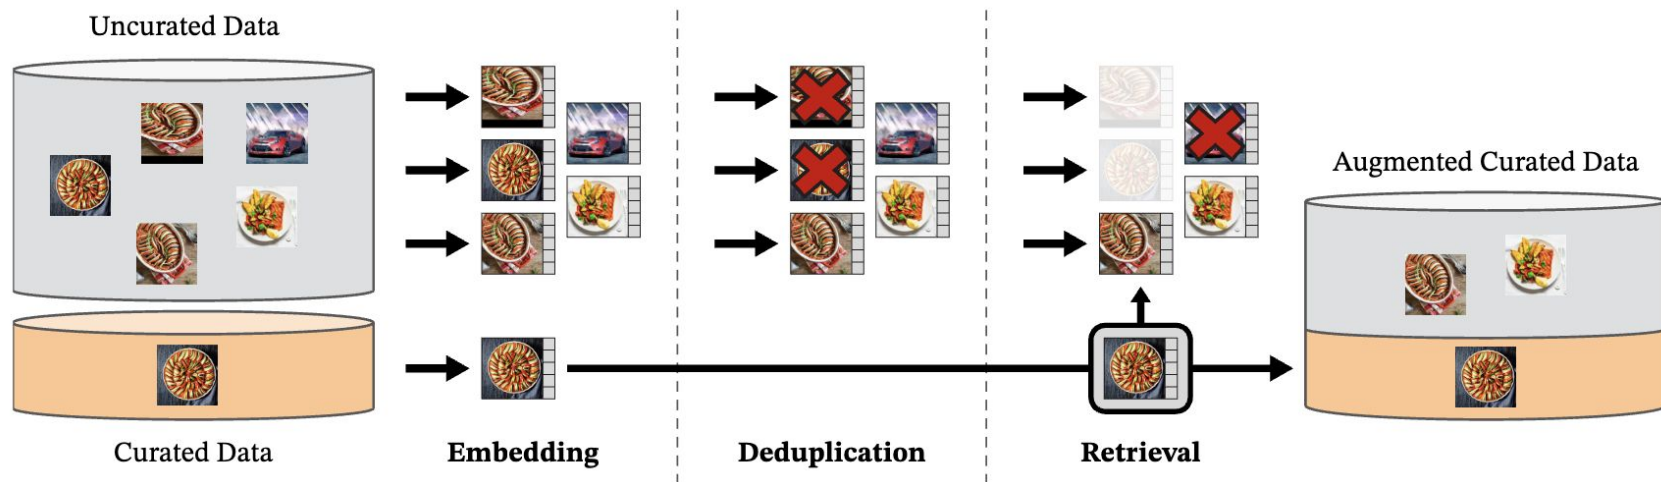 Uncurated Data
Augmented Curated Data
Curated Data
Embedding
Deduplication
Retrieval